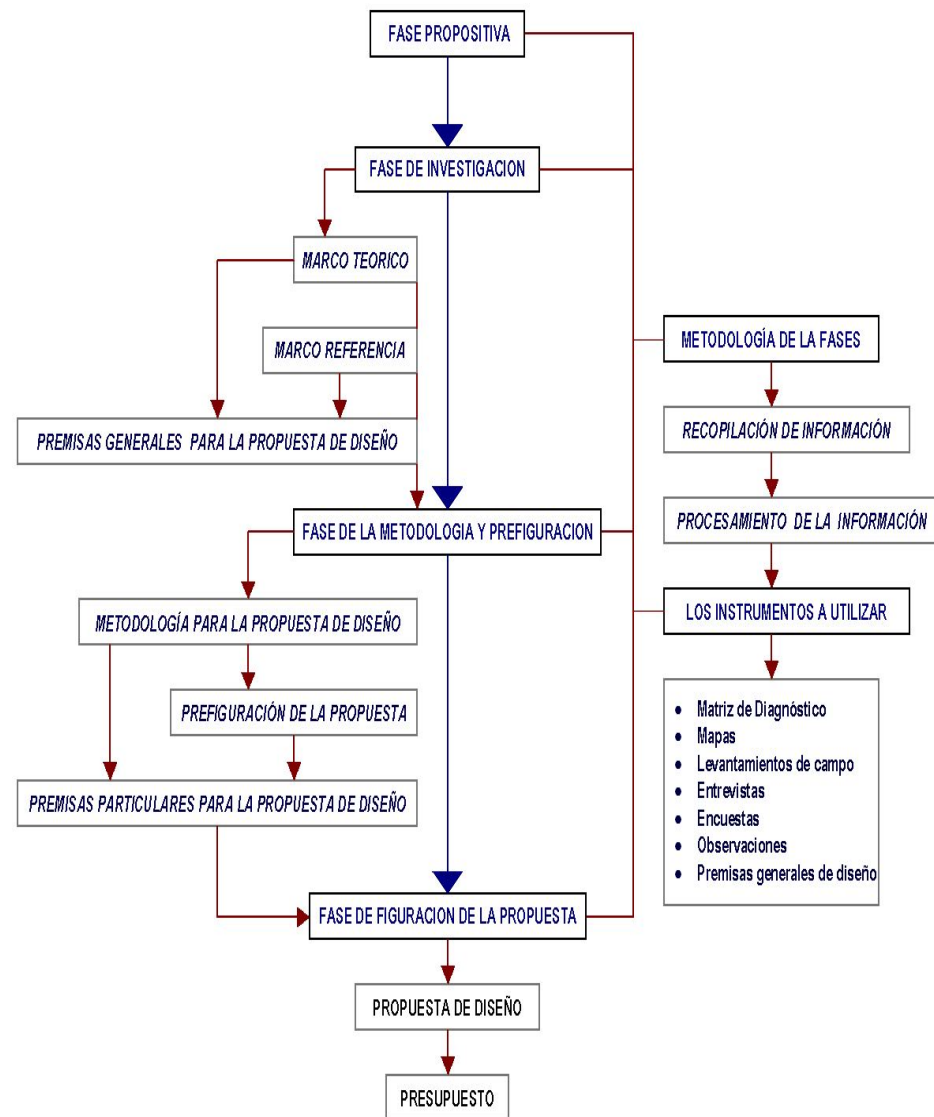 FASE PROPOSITIVA
FASE DE INVESTIGACION
MARCO TEORICO
MARCO REFERENCIA
PREMISAS GENERALES PARA LA PROPUESTA DE DISEÑO
FASE DE LA METODOLOGIA Y PREFIGURACION
METODOLOGÍA PARA LA PROPUESTA DE DISEÑO
PREFIGURACIÓN DE LA PROPUESTA
PREMISAS PARTICULARES PARA LA PROPUESTA DE DISEÑO
FASE DE FIGURACION DE LA PROPUESTA
PROPUESTA DE DISEÑO
PRESUPUESTO
METODOLOGÍA DE LA FASES
RECOPILACIÓN DE INFORMACIÓN
PROCESAMIENTO DE LA INFORMACIÓN
LOS INSTRUMENTOS A UTILIZAR
• Matriz de Diagnóstico
• Mapas
• Levantamientos de campo
• Entrevistas
• Encuestas
• Observaciones
• Premisas generales de diseño